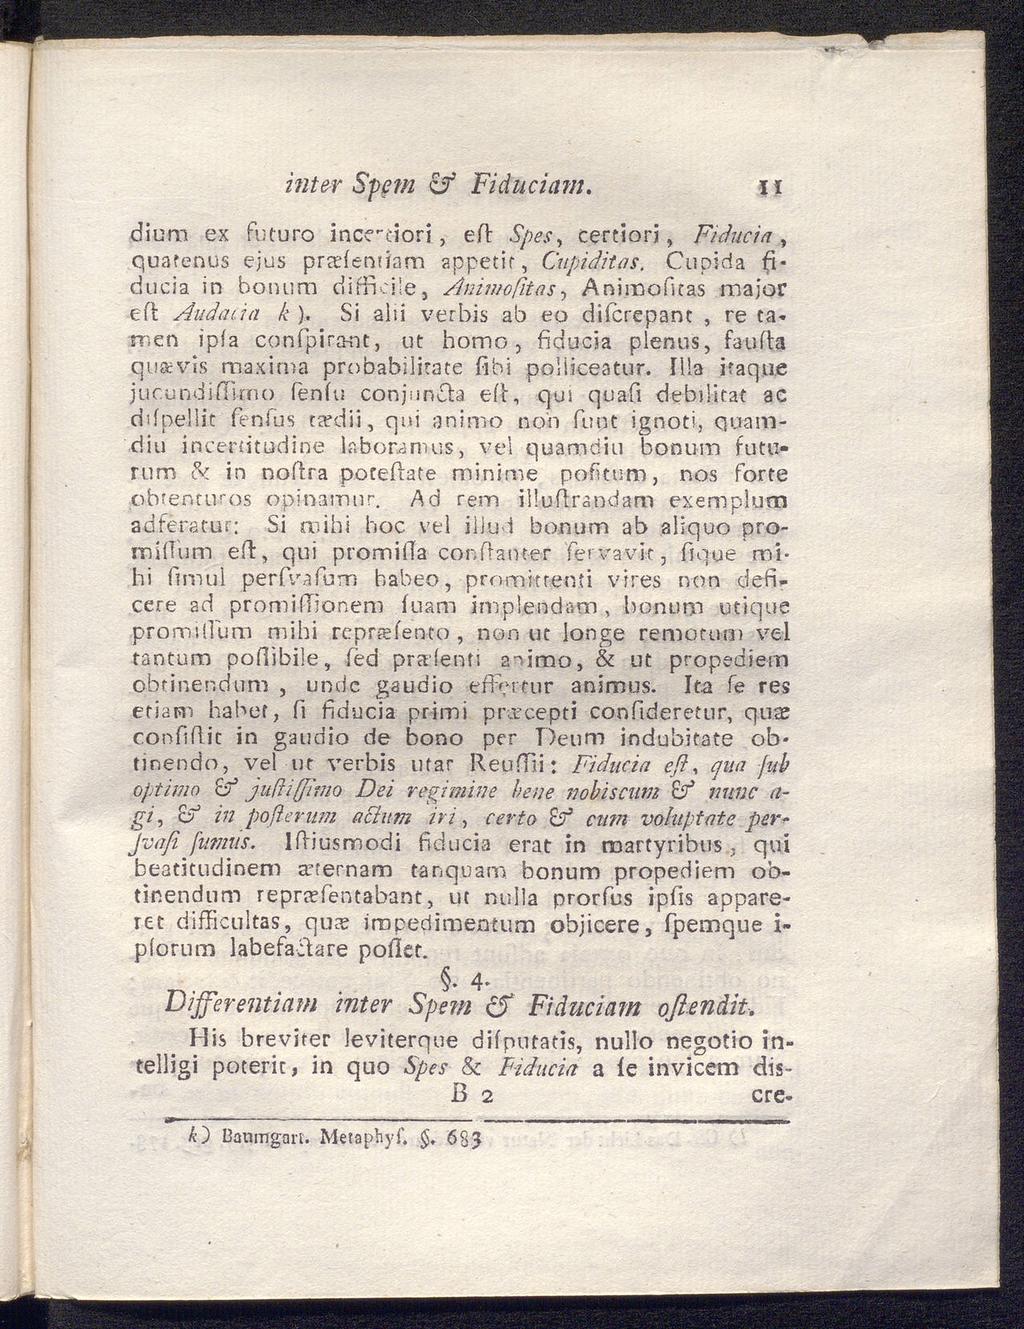 inter Spem & Fiduciam. 11
dium ex futuro incertiori, eſt Spes, certiori, Fiducia,
quatenus ejus præſentiam appetit, Cupiditas. Cupida fi-
ducia in bonum difficile, Animoſitas, Animoſitas major
eſt Audacia k). Si alii verbis ab eo diſcrepant, re ta-
men ipſa conſpirant, ut homo, fiducia plenus, fauſta
quævis maxima probabilitate ſibi polliceatur. Illa itaque
jucundiſſimo ſenſu conjuncta eſt, qui quaſi debilitat ac
diſpellit ſenſus tædii, qui animo non ſunt ignoti, quam-
diu incertitudine laboramus, vel quamdiu bonum futu-
rum & in noſtra poteſtate minime poſitum, nos forte
obtenturos opinamur. Ad rem illuſtrandam exemplum
adferatur: Si mihi hoc vel illud bonum ab aliquo pro-
miſſum eſt, qui promiſſa conſtanter ſervavit, ſique mi-
hi ſimul perſvaſum habeo, promittenti vires non defi-
cere ad promiſſionem ſuam implendam, bonum utique
promiſſum mihi repræſento, non ut longe remotum vel
tantum poſſibile, ſed præſenti animo, & ut propediem
obtinendum, unde gaudio effertur animus. Ita ſe res
etiam habet, ſi fiducia primi præcepti conſideretur, quæ
conſiſtit in gaudio de bono per Deum indubitate ob-
tinendo, vel ut verbis utar Reuſſii: Fiducia eſt, qua ſub
optimo & juſtiſſimo Dei regimine bene nobiscum & nunc a-
gi, & in poſterum actum iri, certo & cum voluptate per-
ſvaſi ſumus. Iſtiusmodi fiducia erat in martyribus, qui
beatitudinem æternam tanquam bonum propediem ob-
tinendum repræſentabant, ut nulla prorſus ipſis appare-
ret difficultas, quæ impedimentum objicere, ſpemque i-
pſorum labefactare poſſet.
§. 4.
Differentiam inter Spem & Fiduciam oſtendit.
His breviter leviterque diſputatis, nullo negotio in-
telligi poterit, in quo Spes & Fiducia a ſe invicem dis-
B 2 cre-
k) Baumgart. Metaphyſ. §. 683